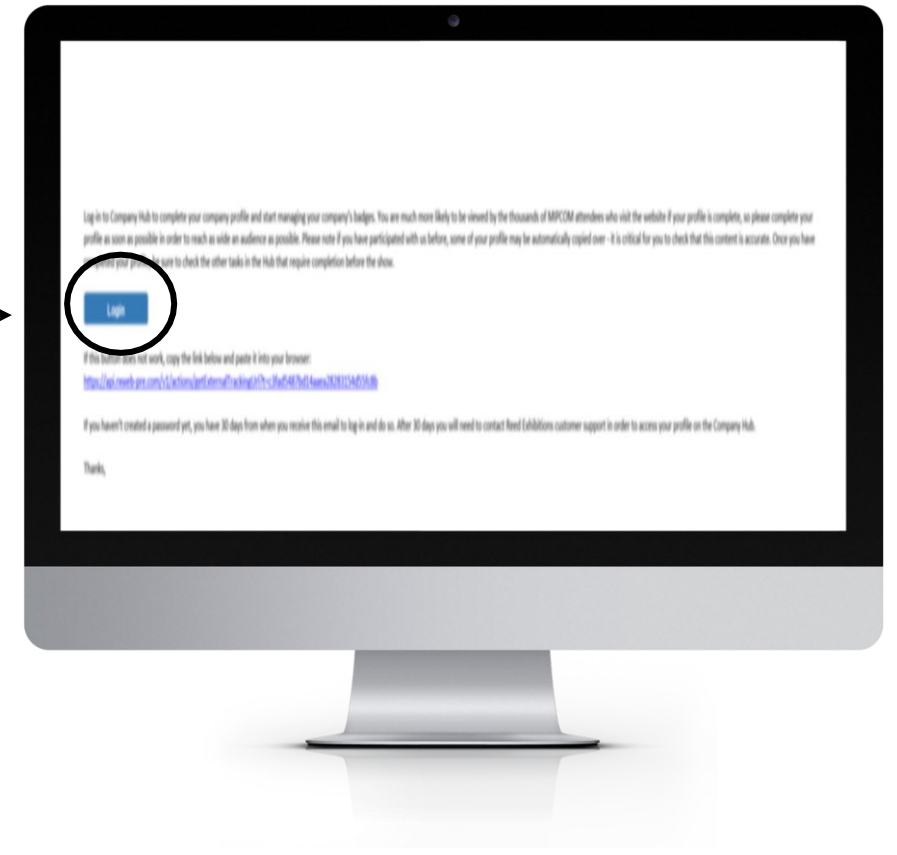 Log-in to Company Hub to complete your company profile and start managing your company's badges. You are much more likely to be viewed by the thousands of MIPCOM attendees who visit the website if your profile is complete, so please complete your
profile as soon as possible in order to reach as wide an audience as possible. Please note if you have participated with us before, some of your profile may be automatically copied over - it is critical for you to check that this content is accurate. Once you have
completed your profile, be sure to check the other tasks in the Hub that require completion before the show.
Login
If this button does not work, copy the link below and paste it into your browser:
If you haven't created a password yet, you have 30 days from when you receive this email to log-in and do so. After 30 days you will need to contact Reed Exhibitions customer support in order to access your profile on the Company Hub.
Thanks,